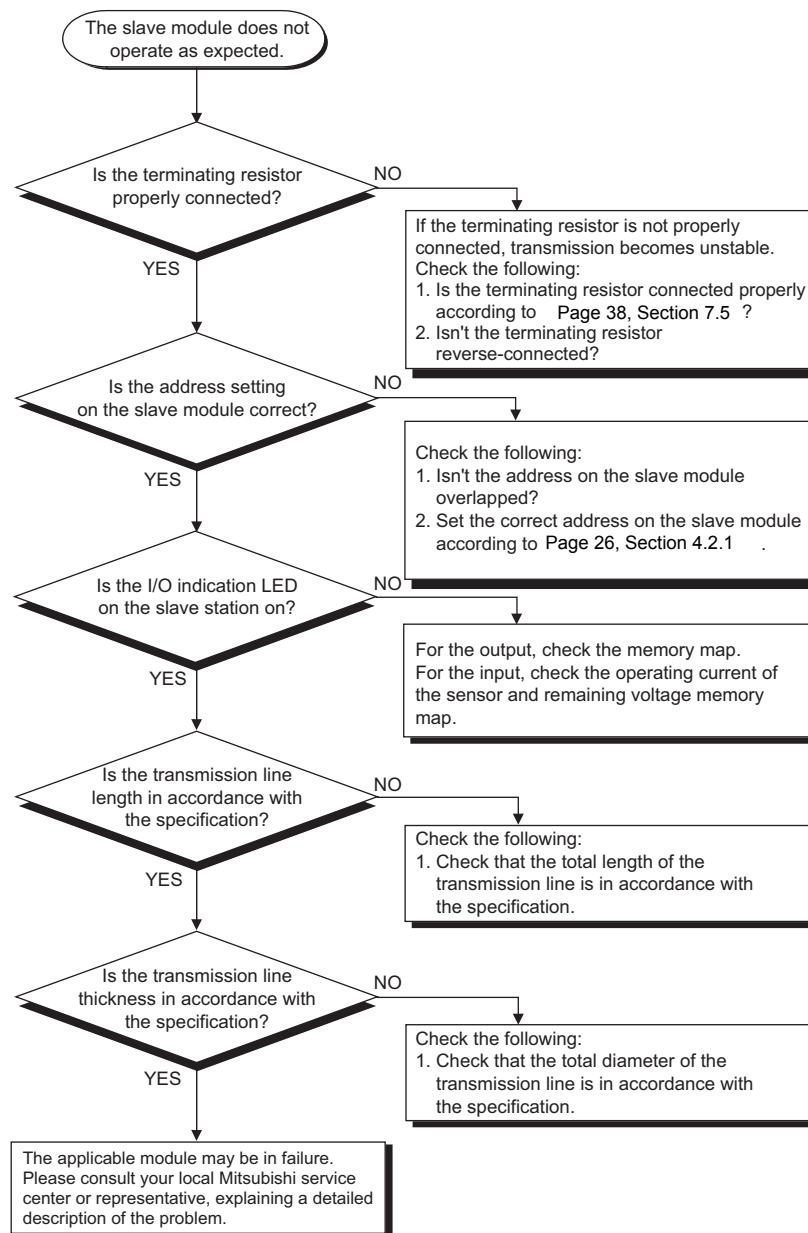 The slave module does not
operate as expected.
Is the terminating resistor
properly connected?
NO
YES
If the terminating resistor is not properly
connected, transmission becomes unstable.
Check the following:
1. Is the terminating resistor connected properly
according to Page 38, Section 7.5 ?
2. Isn't the terminating resistor
reverse-connected?
Is the address setting
on the slave module correct?
NO
YES
Check the following:
1. Isn't the address on the slave module
overlapped?
2. Set the correct address on the slave module
according to Page 26, Section 4.2.1 .
Is the I/O indication LED
on the slave station on?
NO
YES
For the output, check the memory map.
For the input, check the operating current of
the sensor and remaining voltage memory
map.
Is the transmission line
length in accordance with
the specification?
NO
YES
Check the following:
1. Check that the total length of the
transmission line is in accordance with
the specification.
Is the transmission line
thickness in accordance with
the specification?
NO
YES
Check the following:
1. Check that the total diameter of the
transmission line is in accordance with
the specification.
The applicable module may be in failure.
Please consult your local Mitsubishi service
center or representative, explaining a detailed
description of the problem.